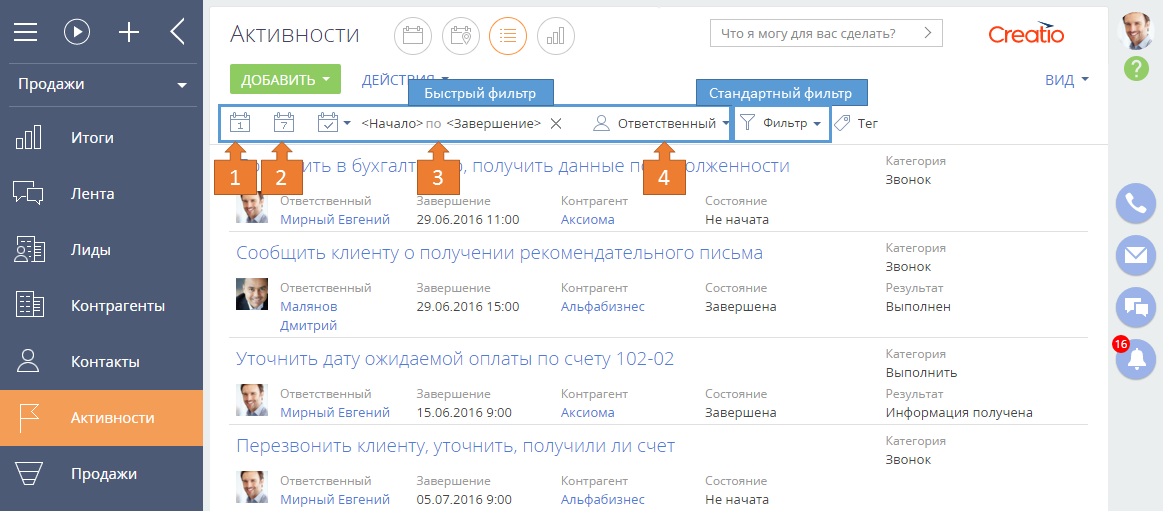 Активности
Что я могу для вас сделать?
Creatio
Продажи
ДОБАВИТЬ
ДЕЙСТВИЯ
ВИД
?
Быстрый фильтр
Стандартный фильтр
1
7
<Начало> по <Завершение>
Ответственный
Фильтр
Тег
1
2
3
4
Итоги
Лента
Лиды
Контрагенты
Контакты
Активности
Продажи
в бухгалт
, получить данные по
Категория
Звонок
Ответственный
Завершение
Контрагент
Состояние
Мирный Евгений
29.06.2016 11:00
Аксиома
Не начата
Сообщить клиенту о получении рекомендательного письма
Категория
Звонок
Ответственный
Завершение
Контрагент
Состояние
Результат
Малянов
Дмитрий
29.06.2016 15:00
Альфабизнес
Завершена
Выполнен
Уточнить дату ожидаемой оплаты по счету 102-02
Категория
Выполнить
Ответственный
Завершение
Контрагент
Состояние
Результат
Мирный Евгений
15.06.2016 9:00
Аксиома
Завершена
Информация получена
Перезвонить клиенту, уточнить, получили ли счет
Категория
Звонок
Ответственный
Завершение
Контрагент
Состояние
Мирный Евгений
05.07.2016 9:00
Альфабизнес
Не начата
16